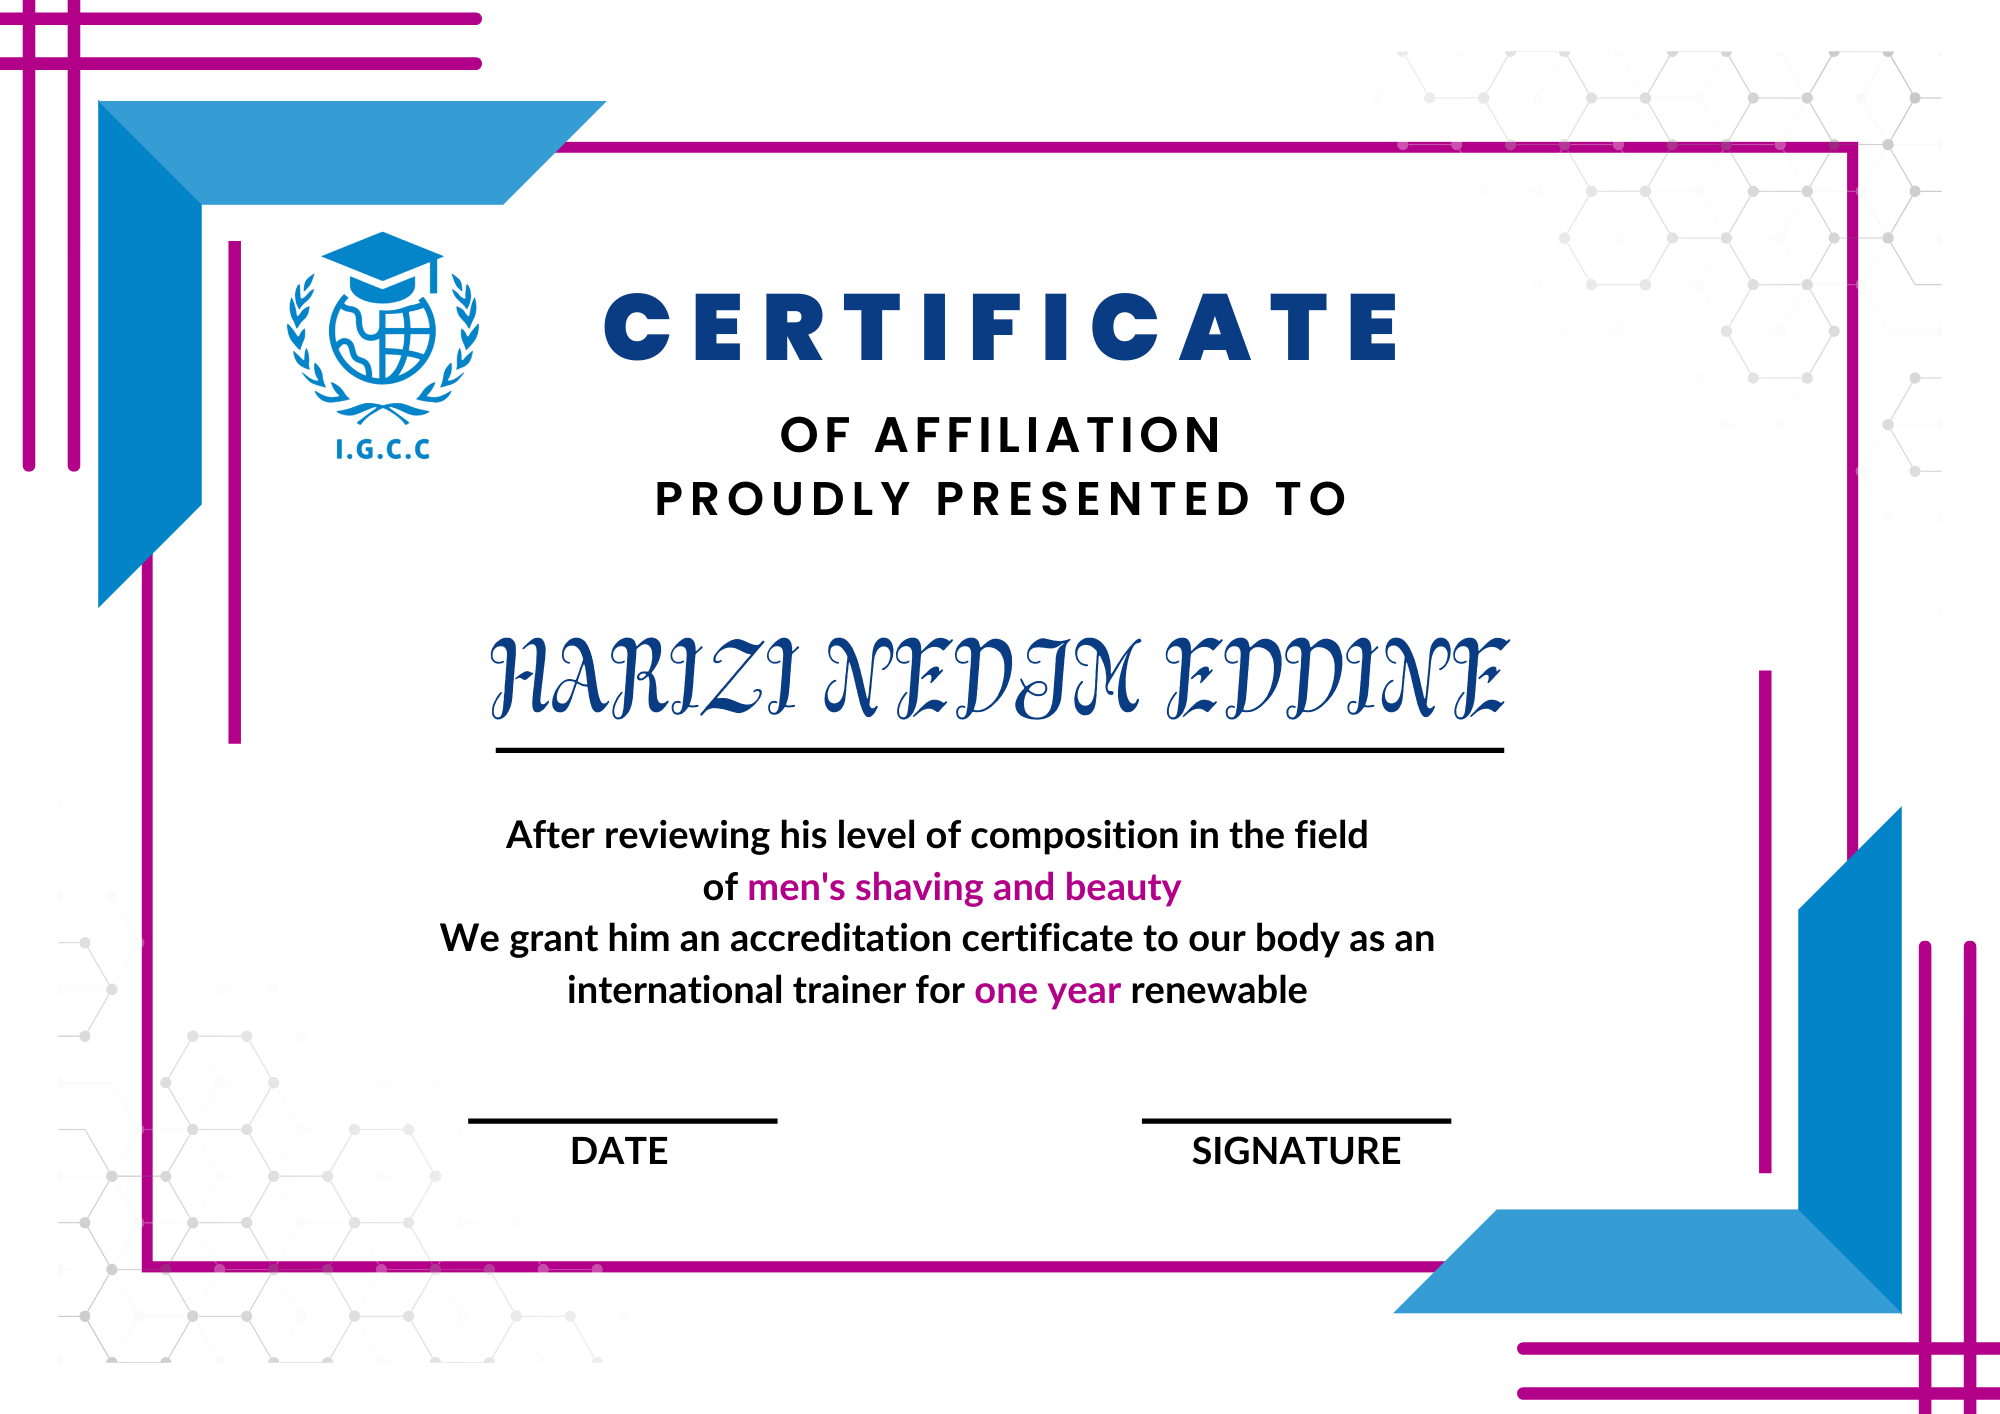 I.G.C.C
CERTIFICATE
OF AFFILIATION
PROUDLY PRESENTED TO
HARIZI NEDJM EDDINE
After reviewing his level of composition in the field
of men's shaving and beauty
We grant him an accreditation certificate to our body as an
international trainer for one year renewable
DATE
SIGNATURE